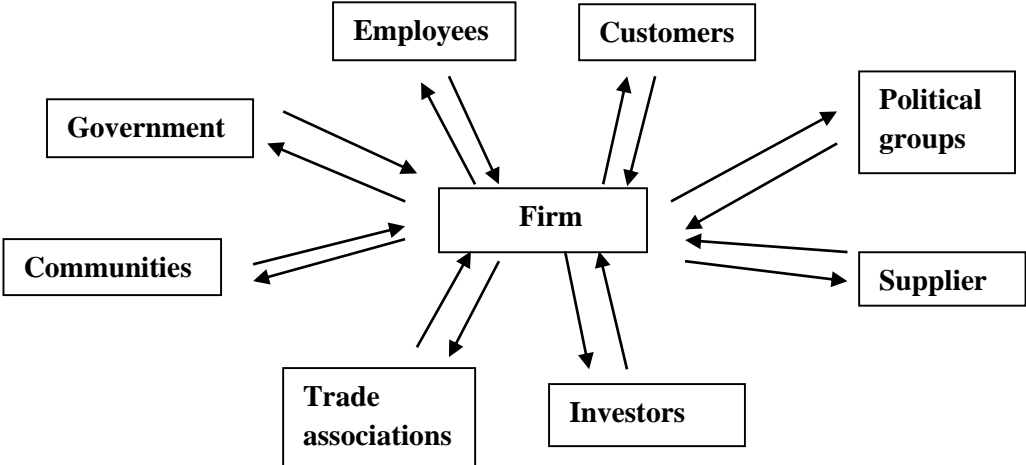 Employees
Customers
Political
groups
Government
Firm
Communities
Supplier
Trade
associations
Investors